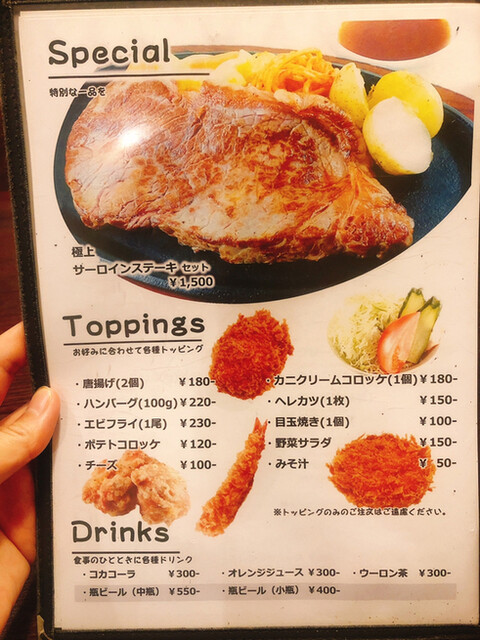 Special
特別な一品を
極上
サーロインステーキ セット
¥1,500
Toppings
お好みに合わせて各種トッピング
・唐揚げ(2個) ¥180-
・ハンバーグ(100g) ¥220-
・エビフライ(1尾) ¥230-
・ポテトコロッケ ¥120-
・チーズ ¥100-
・カニクリームコロッケ(1個) ¥180-
・ヘレカツ(1枚) ¥150-
・目玉焼き(1個) ¥100-
・野菜サラダ ¥150-
・みそ汁 ¥ 50-
※トッピングのみのご注文はご遠慮ください。
Drinks
食事のひとときに各種ドリンク
・コカコーラ ¥300- ・オレンジジュース ¥300- ・ウーロン茶 ¥300-
・瓶ビール（中瓶） ¥550- ・瓶ビール（小瓶） ¥400-